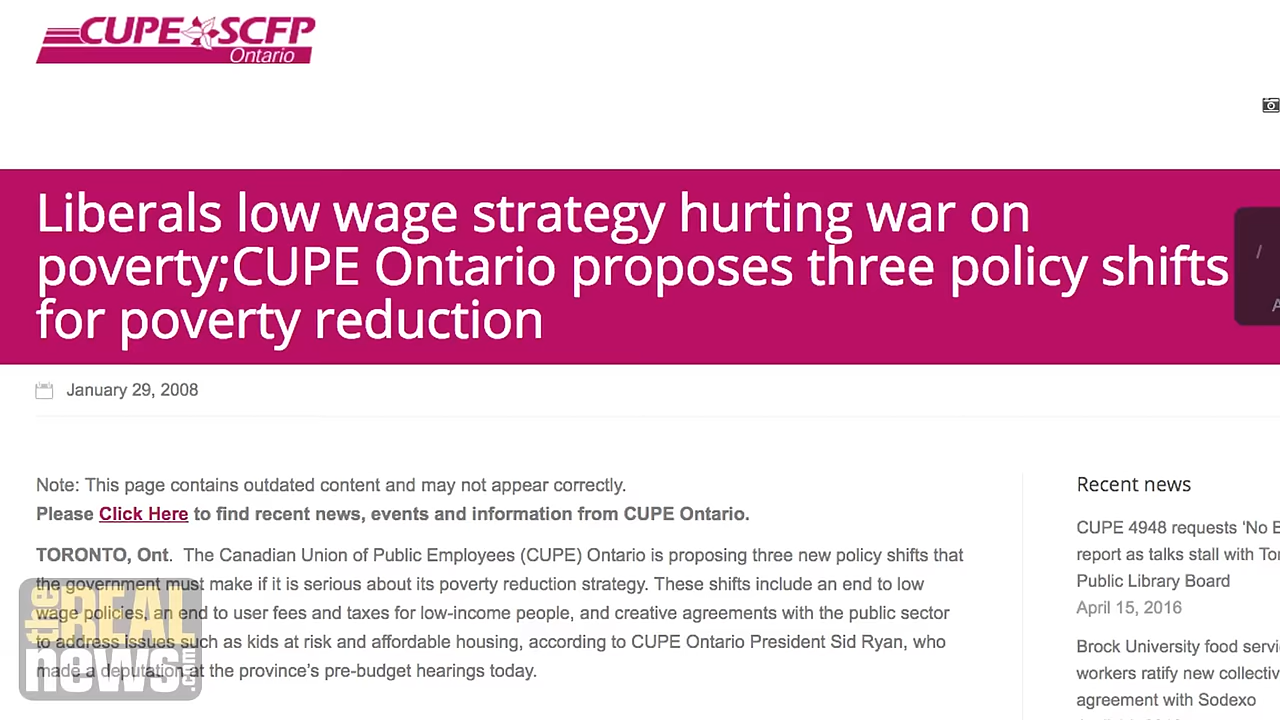 CUPE SCFP
Ontario
Liberals low wage strategy hurting war on
poverty;CUPE Ontario proposes three policy shifts
for poverty reduction
January 29, 2008
Note: This page contains outdated content and may not appear correctly.
Please Click Here to find recent news, events and information from CUPE Ontario.
TORONTO, Ont.  The Canadian Union of Public Employees (CUPE) Ontario is proposing three new policy shifts that
the government must make if it is serious about its poverty reduction strategy. These shifts include an end to low
wage policies, an end to user fees and taxes for low-income people, and creative agreements with the public sector
to address issues such as kids at risk and affordable housing, according to CUPE Ontario President Sid Ryan, who
made a deputation at the province's pre-budget hearings today.
Recent news
CUPE 4948 requests 'No
report as talks stall with
Public Library Board
April 15, 2016
Brock University food
workers ratify new
agreement with Sodexo
the REAL
news.com